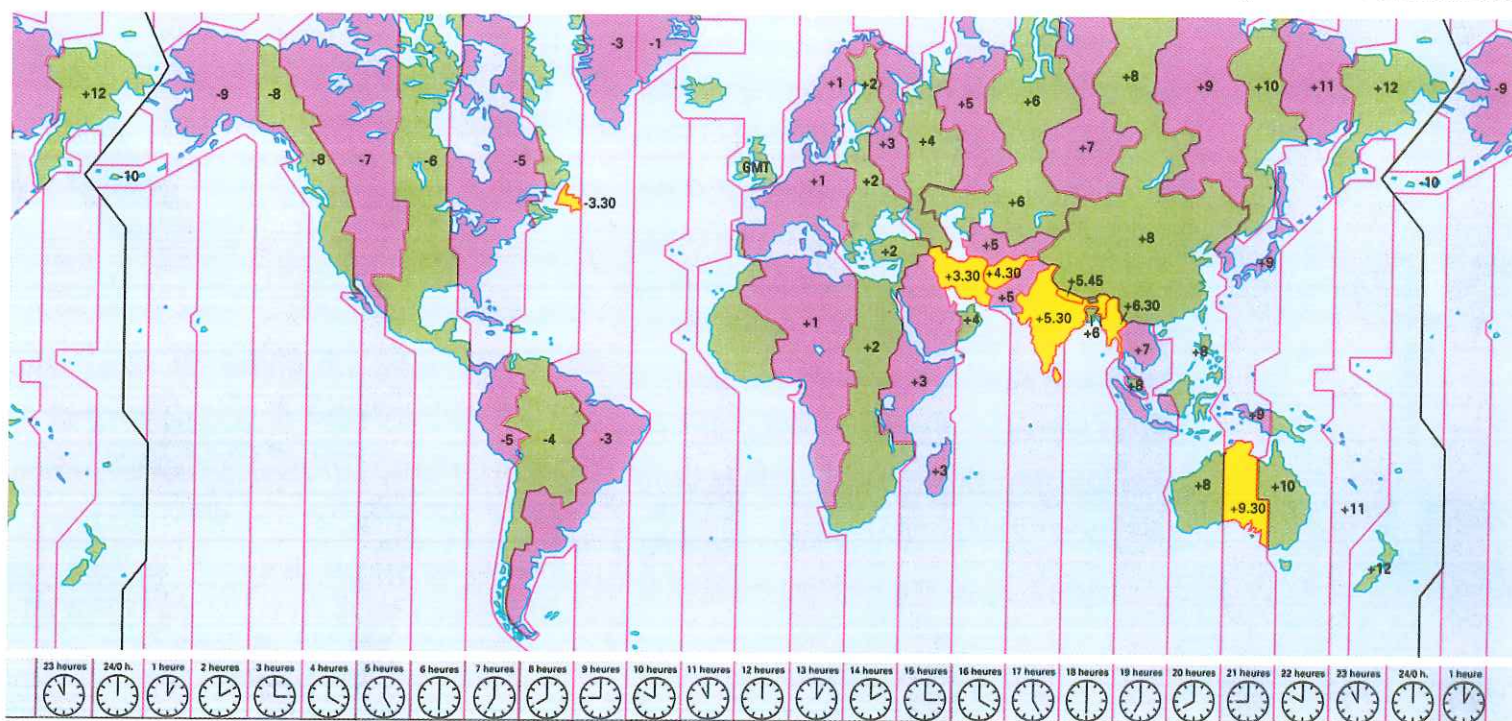 -3 -1
+12 -9 -8 +1 +2 +5 +6 +8 +9 +10 +11 +12 -9
-8 -7 -6 -5 GMT +1 +3 +4 +7
-10 +2 -10
-3.30 +6
+2 +5 +8 +9
+3.30 +4.30 +5.45
+5 +6.30
+1 +4 +5.30 +6
+2 +7 +8
+3 +8
+9
-5 -4 -3
+3 +8 +10
+9.30 +11
+12
23 heures 24/0 h. 1 heure 2 heures 3 heures 4 heures 5 heures 6 heures 7 heures 8 heures 9 heures 10 heures 11 heures 12 heures 13 heures 14 heures 15 heures 16 heures 17 heures 18 heures 19 heures 20 heures 21 heures 22 heures 23 heures 24/0 h. 1 heure